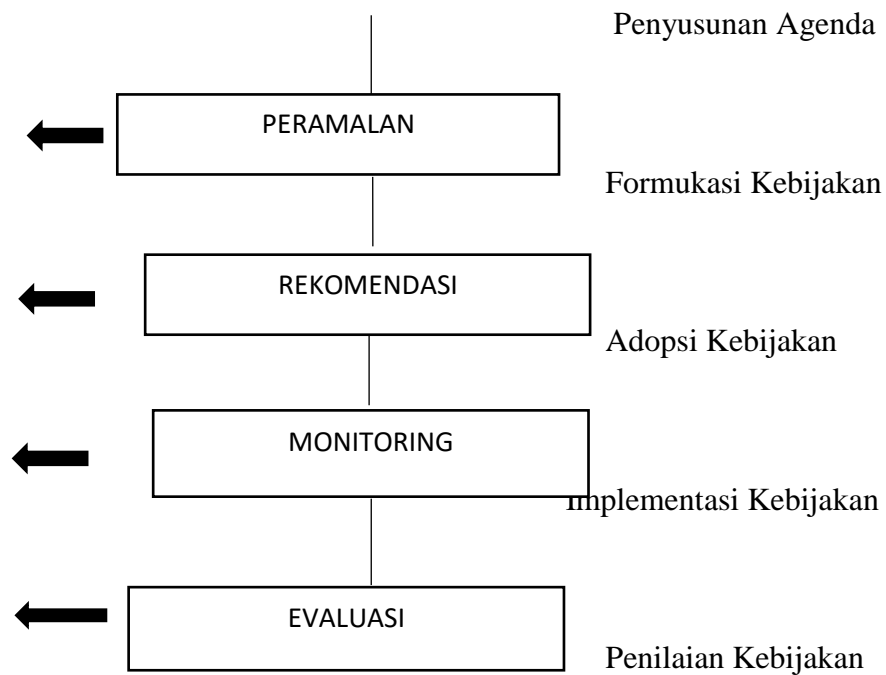 Penyusunan Agenda
PERAMALAN
Formukasi Kebijakan
REKOMENDASI
Adopsi Kebijakan
MONITORING
Implementasi Kebijakan
EVALUASI
Penilaian Kebijakan